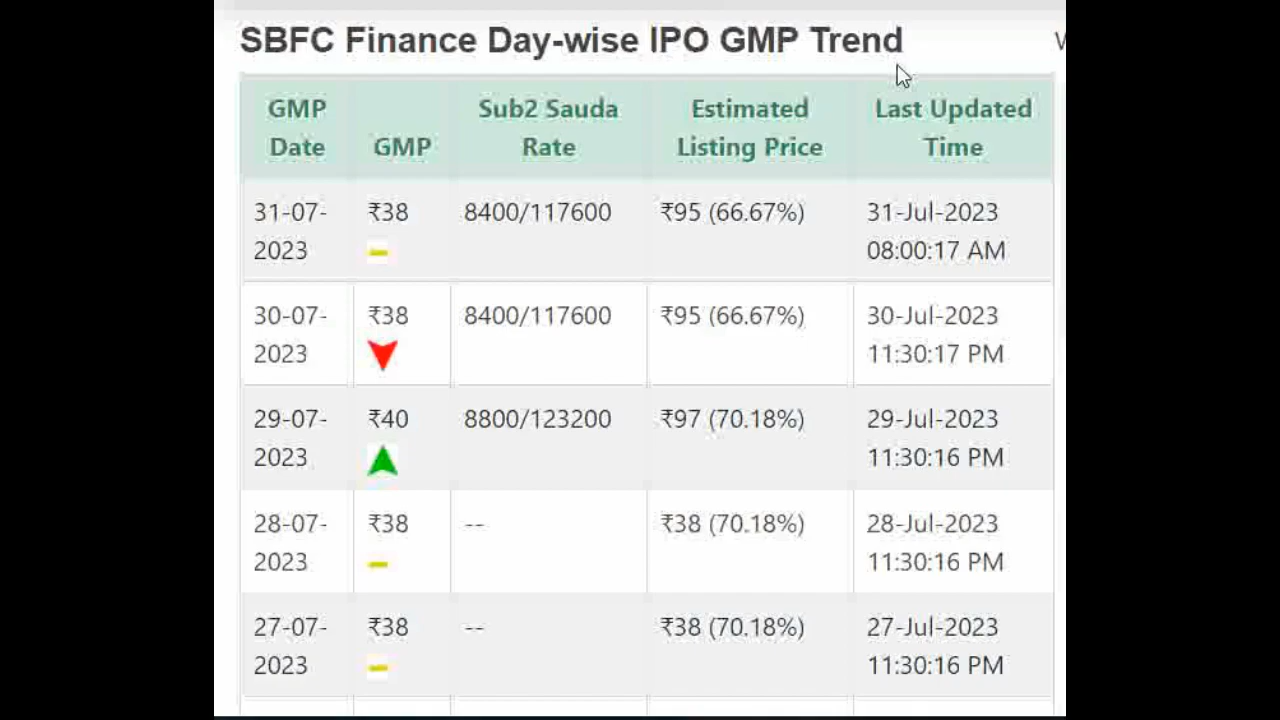 SBFC Finance Day-wise IPO GMP Trend
GMP Date GMP Sub2 Sauda Rate Estimated Listing Price Last Updated Time
31-07-2023 ₹38 8400/117600 ₹95 (66.67%) 31-Jul-2023 08:00:17 AM
30-07-2023 ₹38 8400/117600 ₹95 (66.67%) 30-Jul-2023 11:30:17 PM
29-07-2023 ₹40 8800/123200 ₹97 (70.18%) 29-Jul-2023 11:30:16 PM
28-07-2023 ₹38 -- ₹38 (70.18%) 28-Jul-2023 11:30:16 PM
27-07-2023 ₹38 -- ₹38 (70.18%) 27-Jul-2023 11:30:16 PM